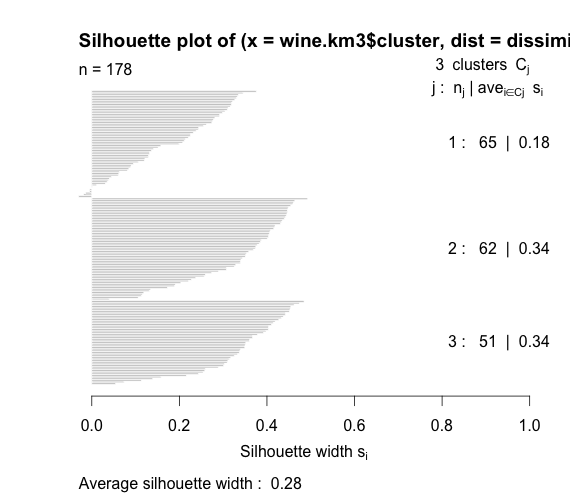 Silhouette plot of (x = wine.km3$cluster, dist = dissimi
n = 178
3 clusters Cj
j : nj | avei∈Cj si
1 : 65 | 0.18
2 : 62 | 0.34
3 : 51 | 0.34
0.0 0.2 0.4 0.6 0.8 1.0
Silhouette width si
Average silhouette width : 0.28